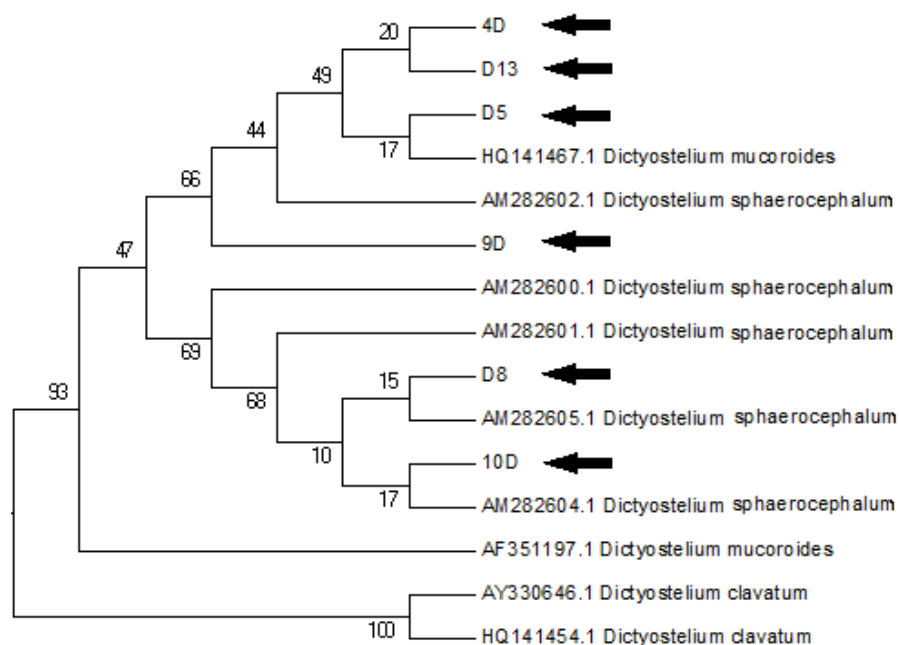 4D
20
D13
49
D5
44
17
HQ141467.1 Dictyostelium mucoroides
66
AM282602.1 Dictyostelium sphaerocephalum
47
9D
AM282600.1 Dictyostelium sphaerocephalum
69
AM282601.1 Dictyostelium sphaerocephalum
93
15
D8
68
AM282605.1 Dictyostelium sphaerocephalum
10
10D
17
AM282604.1 Dictyostelium sphaerocephalum
AF351197.1 Dictyostelium mucoroides
AY330646.1 Dictyostelium clavatum
100
HQ141454.1 Dictyostelium clavatum